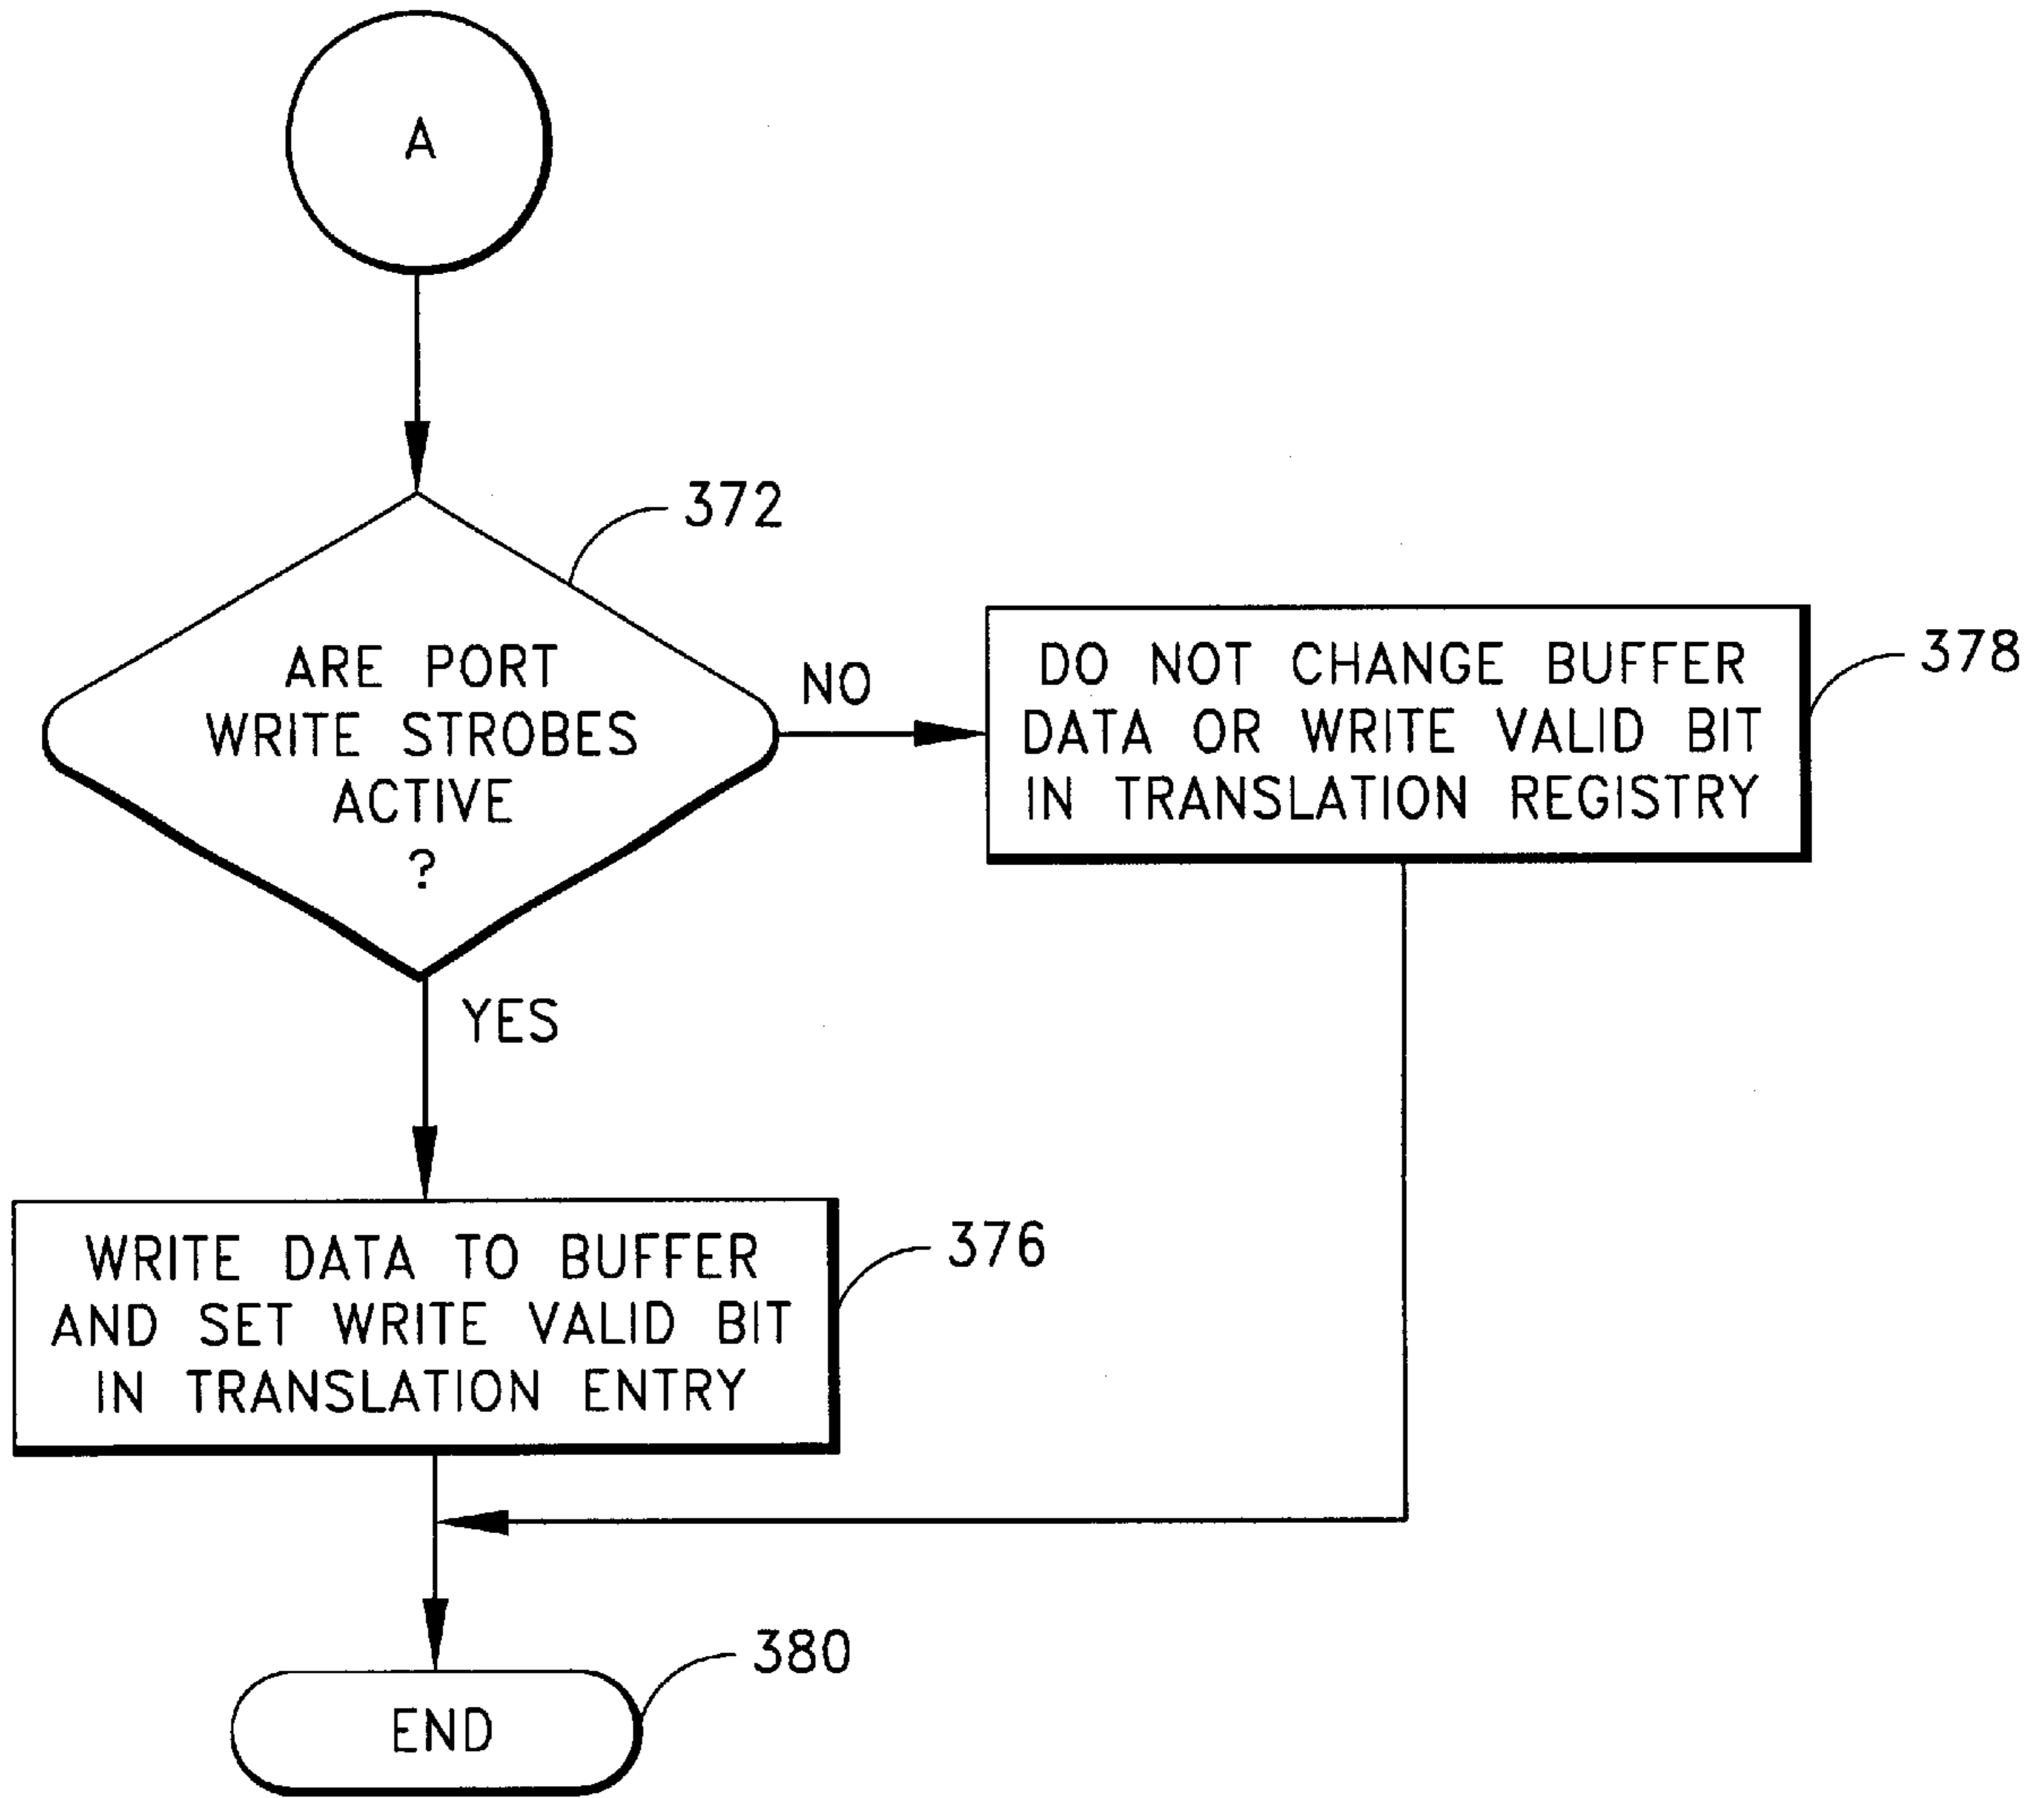 A
372
ARE PORT
WRITE STROBES
ACTIVE
?
NO
DO NOT CHANGE BUFFER
DATA OR WRITE VALID BIT
IN TRANSLATION REGISTRY
378
YES
WRITE DATA TO BUFFER
AND SET WRITE VALID BIT
IN TRANSLATION ENTRY
376
END
380